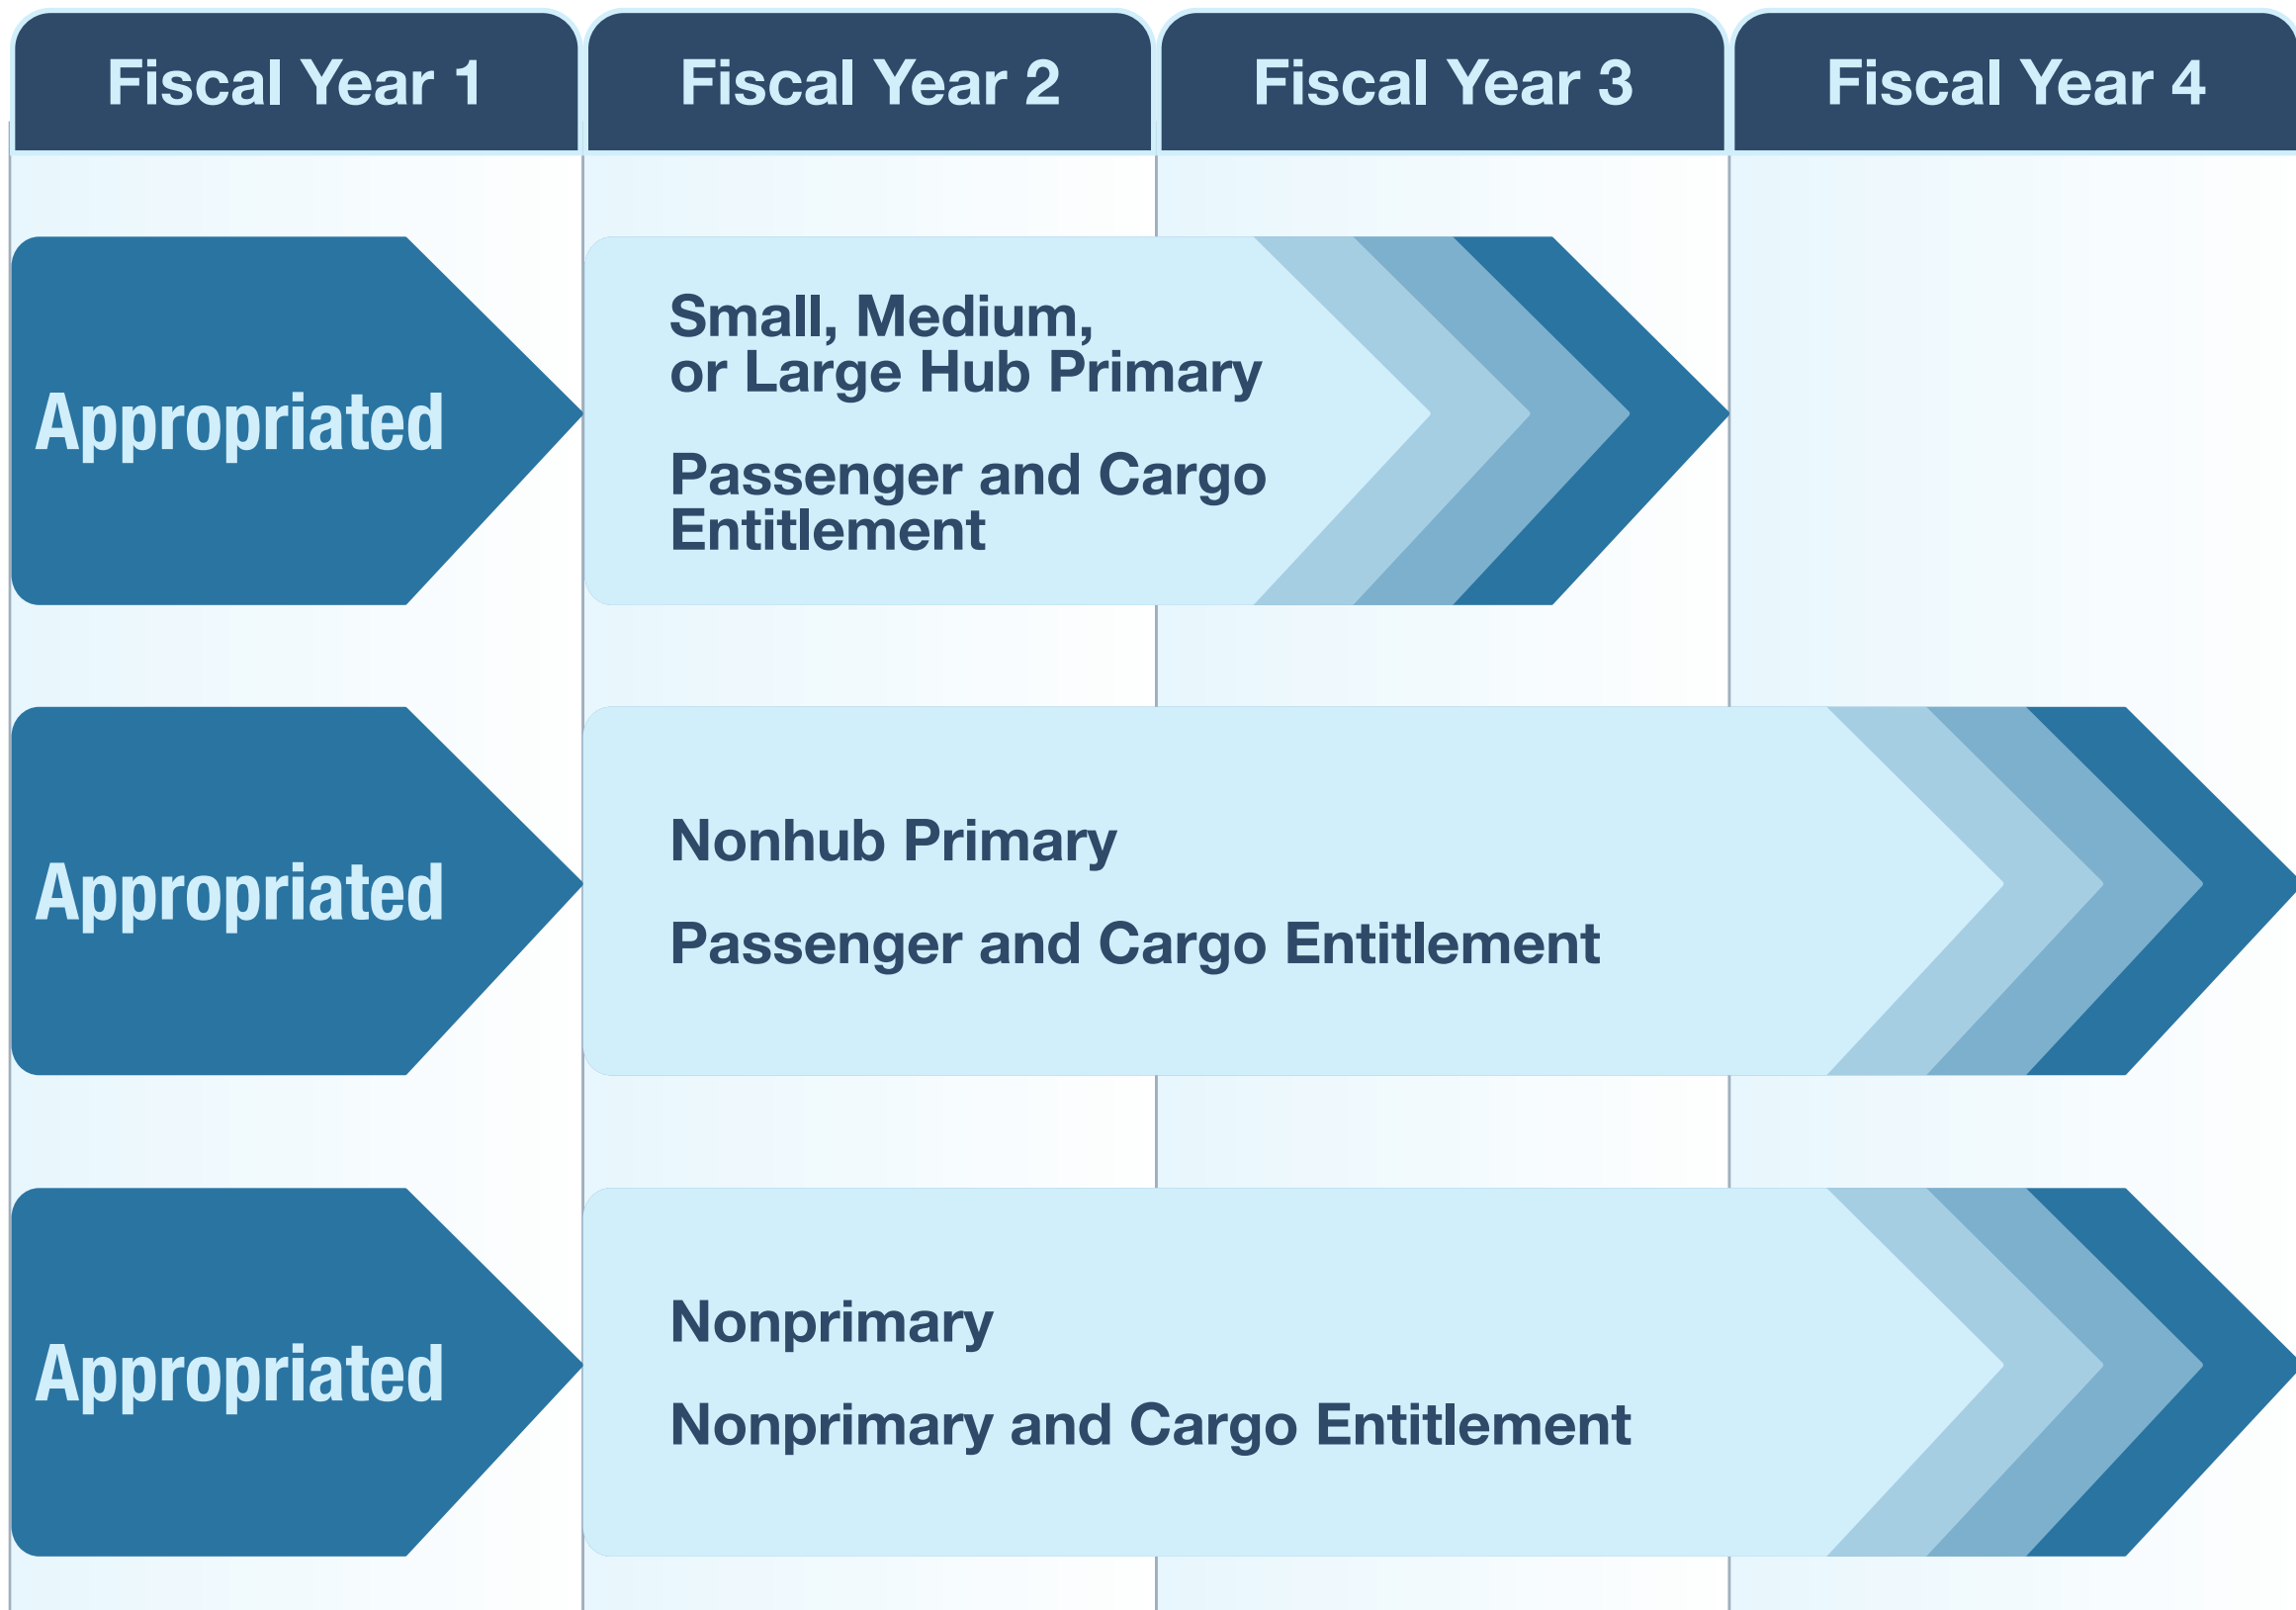 Fiscal Year 1
Fiscal Year 2
Fiscal Year 3
Fiscal Year 4
Appropriated
Small, Medium,
or Large Hub Primary
Passenger and Cargo
Entitlement
Appropriated
Nonhub Primary
Passenger and Cargo Entitlement
Appropriated
Nonprimary
Nonprimary and Cargo Entitlement